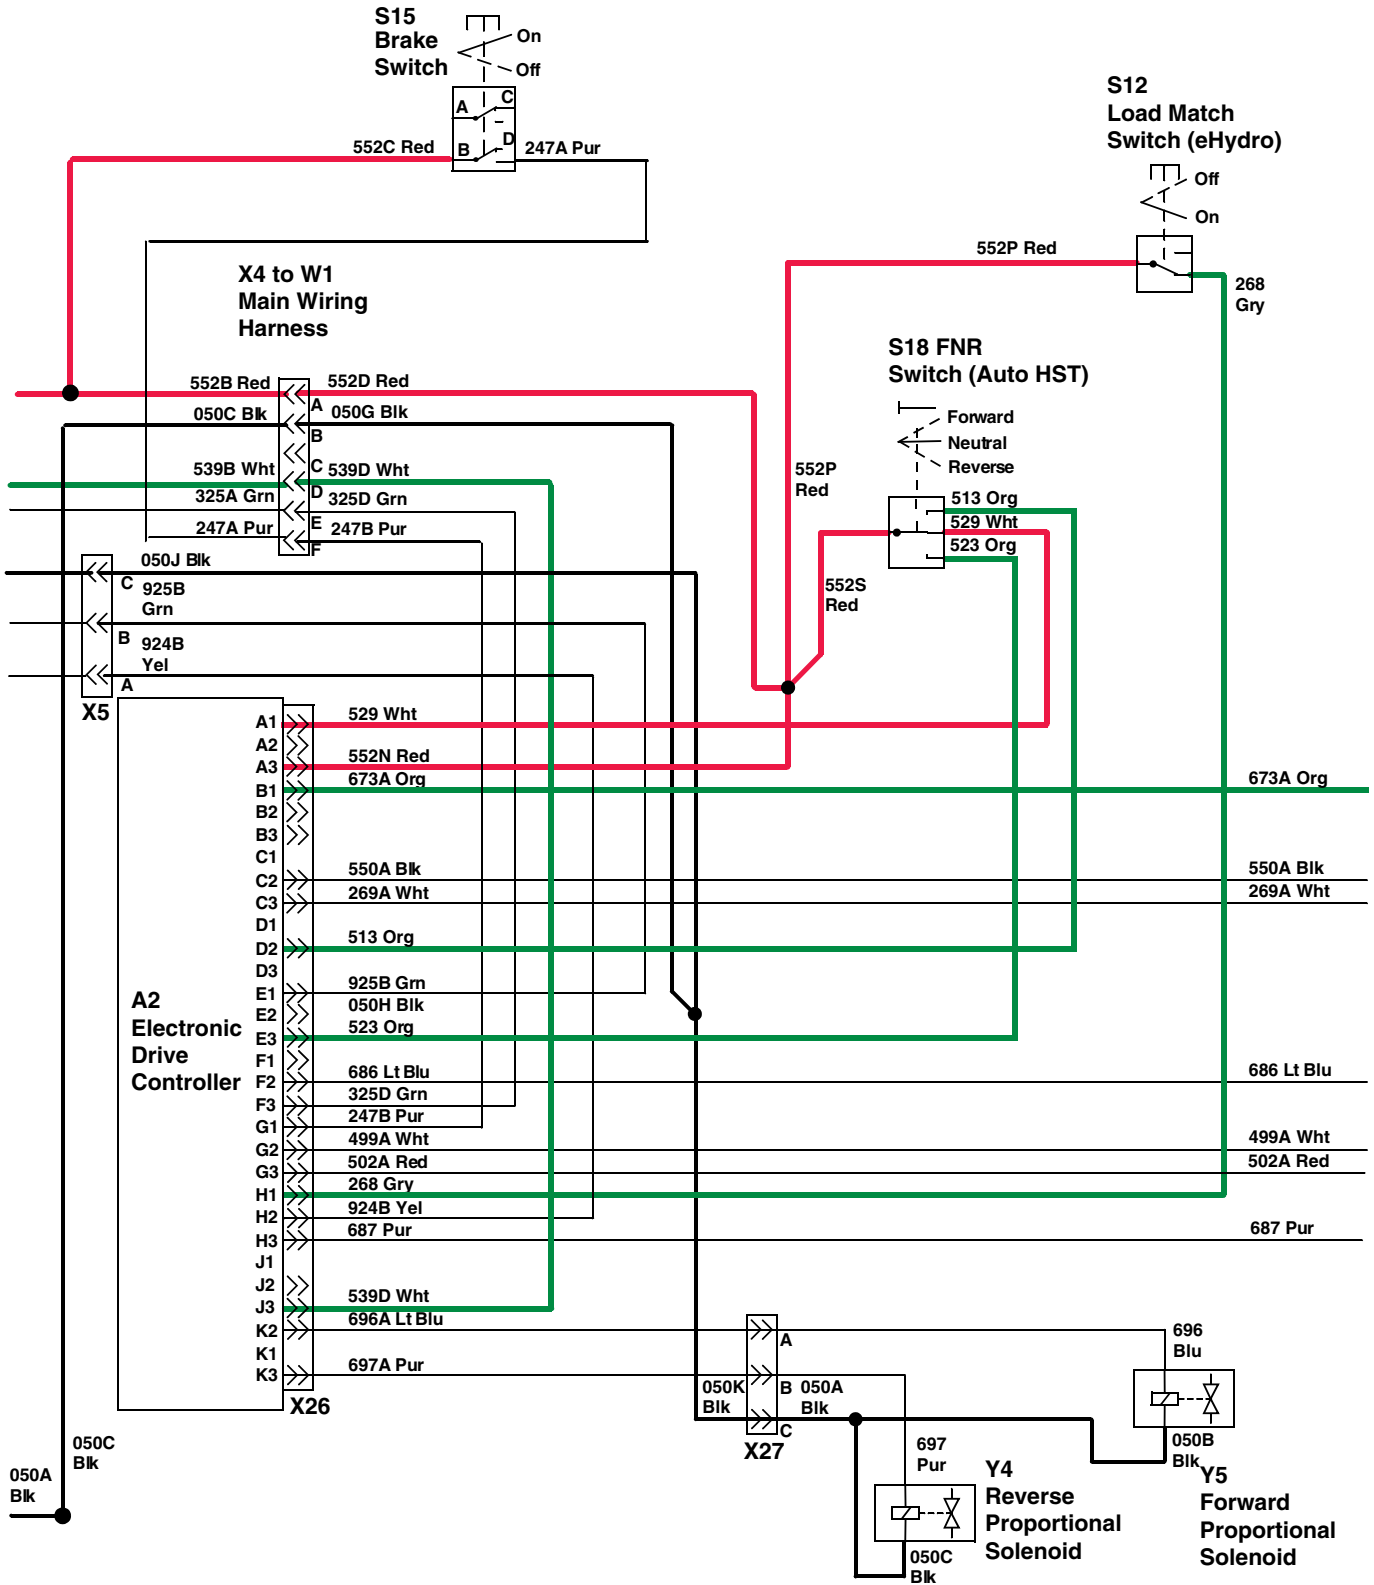 S15
Brake
Switch
On
Off
A
C
B
D
552C Red
247A Pur
S12
Load Match
Switch (eHydro)
Off
On
552P Red
268
Gry
X4 to W1
Main Wiring
Harness
S18 FNR
Switch (Auto HST)
Forward
Neutral
Reverse
552B Red
552D Red
A
050C Blk
050G Blk
B
C
539B Wht
539D Wht
D
325A Grn
325D Grn
E
247A Pur
247B Pur
F
552P
Red
513 Org
529 Wht
523 Org
552S
Red
050J Blk
C
925B
Grn
B
924B
Yel
A
X5
A1
529 Wht
A2
A3
552N Red
B1
673A Org
673A Org
B2
B3
C1
C2
550A Blk
550A Blk
C3
269A Wht
269A Wht
D1
D2
513 Org
D3
E1
925B Grn
E2
050H Blk
E3
523 Org
A2
Electronic
Drive
Controller
F1
F2
686 Lt Blu
686 Lt Blu
F3
325D Grn
G1
247B Pur
G2
499A Wht
499A Wht
G3
502A Red
502A Red
H1
268 Gry
H2
924B Yel
H3
687 Pur
687 Pur
J1
J2
J3
539D Wht
K2
696A Lt Blu
K1
K3
697A Pur
X26
A
B
C
X27
050K
Blk
050A
Blk
696
Blu
050B
Blk
Y5
Forward
Proportional
Solenoid
697
Pur
Y4
Reverse
Proportional
Solenoid
050C
Blk
050C
Blk
050A
Blk